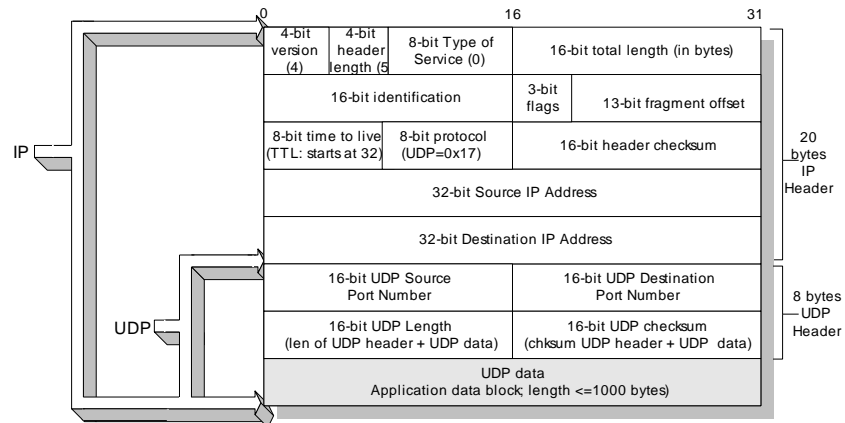 0 16 31
4-bit
version
(4)
4-bit
header
length (5
8-bit Type of
Service (0)
16-bit total length (in bytes)
16-bit identification
3-bit
flags
13-bit fragment offset
8-bit time to live
(TTL: starts at 32)
8-bit protocol
(UDP=0x17)
16-bit header checksum
32-bit Source IP Address
32-bit Destination IP Address
16-bit UDP Source
Port Number
16-bit UDP Destination
Port Number
16-bit UDP Length
(len of UDP header + UDP data)
16-bit UDP checksum
(chksum UDP header + UDP data)
UDP data
Application data block; length <=1000 bytes)
IP
UDP
20
bytes
IP
Header
8 bytes
UDP
Header